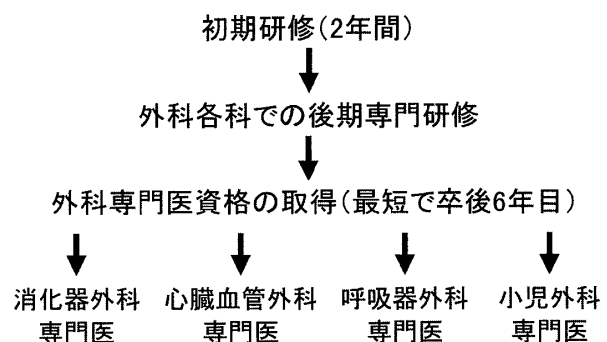 初期研修(2年間)
外科各科での後期専門研修
外科専門医資格の取得(最短で卒後6年目)
消化器外科 心臓血管外科 呼吸器外科 小児外科
専門医 専門医 専門医 専門医